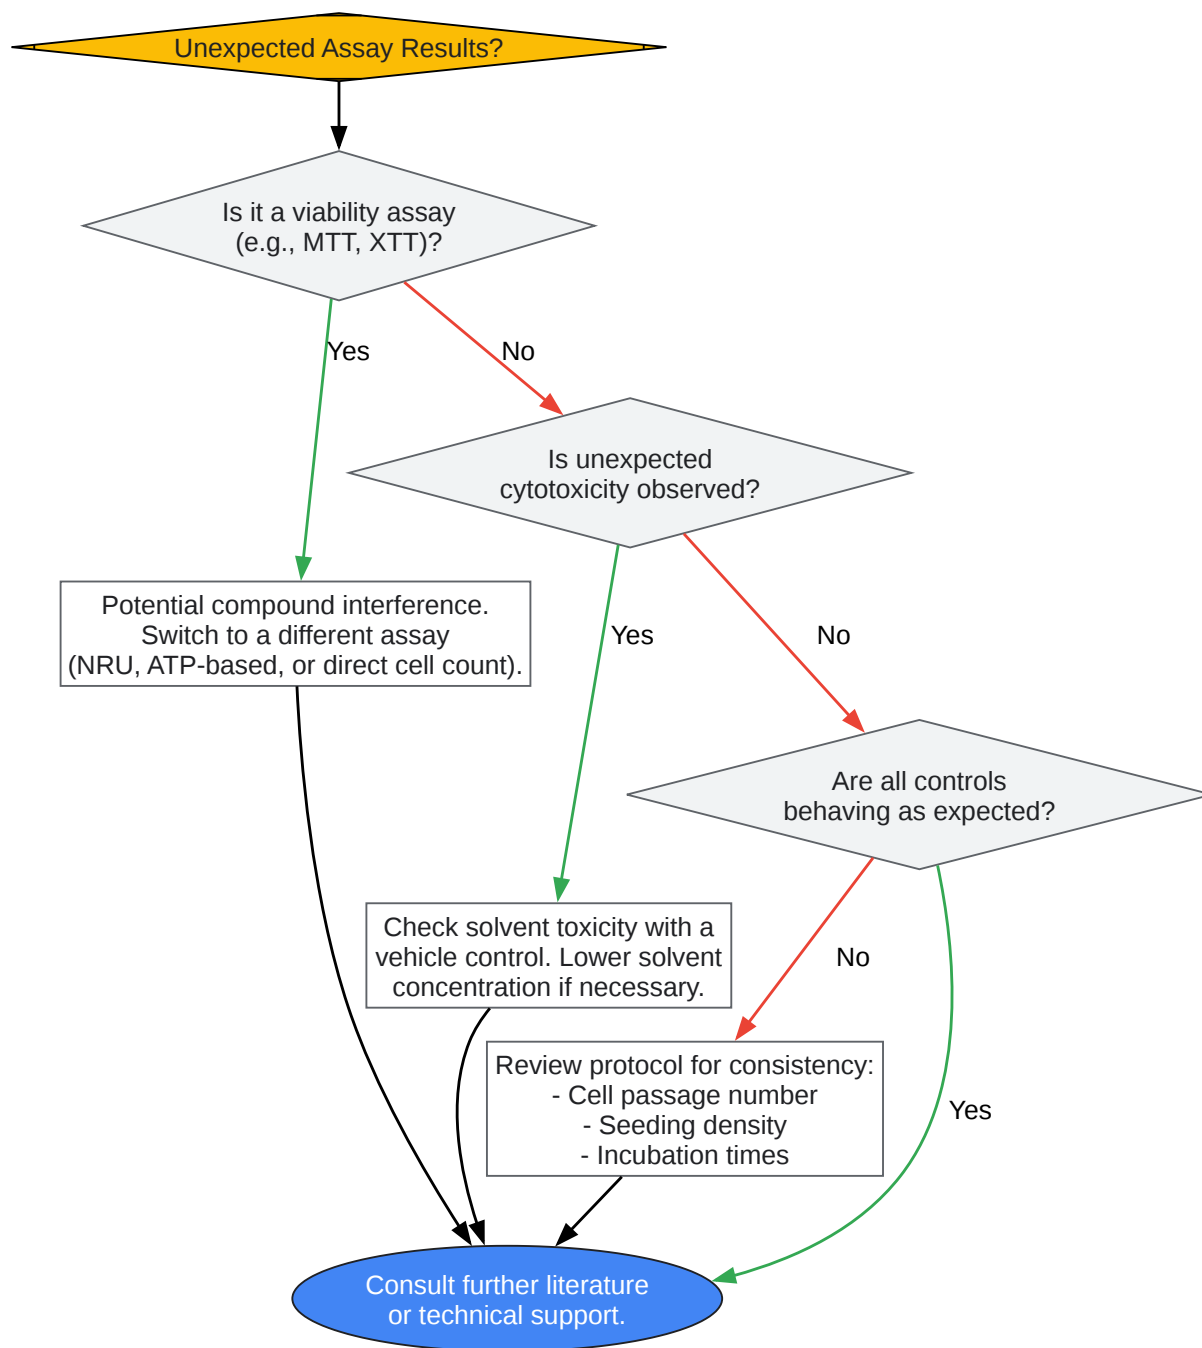 Unexpected Assay Results?
Is it a viability assay
(e.g., MTT, XTT)?
Yes
No
Is unexpected
cytotoxicity observed?
Potential compound interference.
Switch to a different assay
(NRU, ATP-based, or direct cell count).
Yes
No
Are all controls
behaving as expected?
Check solvent toxicity with a
vehicle control. Lower solvent
concentration if necessary.
No
Review protocol for consistency:
- Cell passage number
- Seeding density
- Incubation times
Yes
Consult further literature
or technical support.